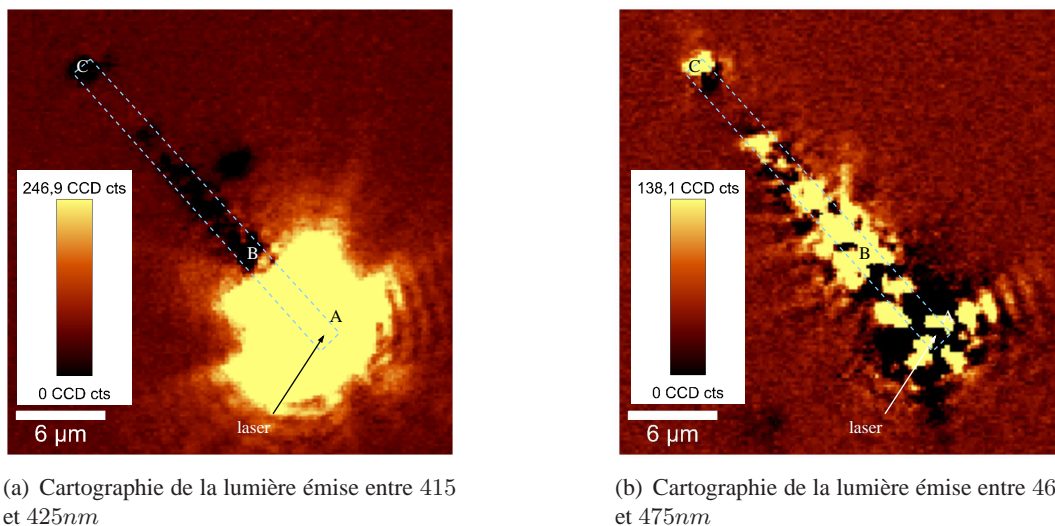 C
246,9 CCD cts
B
A
0 CCD cts
6 µm
laser
(a) Cartographie de la lumière émise entre 415
et 425nm
C
138,1 CCD cts
B
A
0 CCD cts
6 µm
laser
(b) Cartographie de la lumière émise entre 46
et 475nm